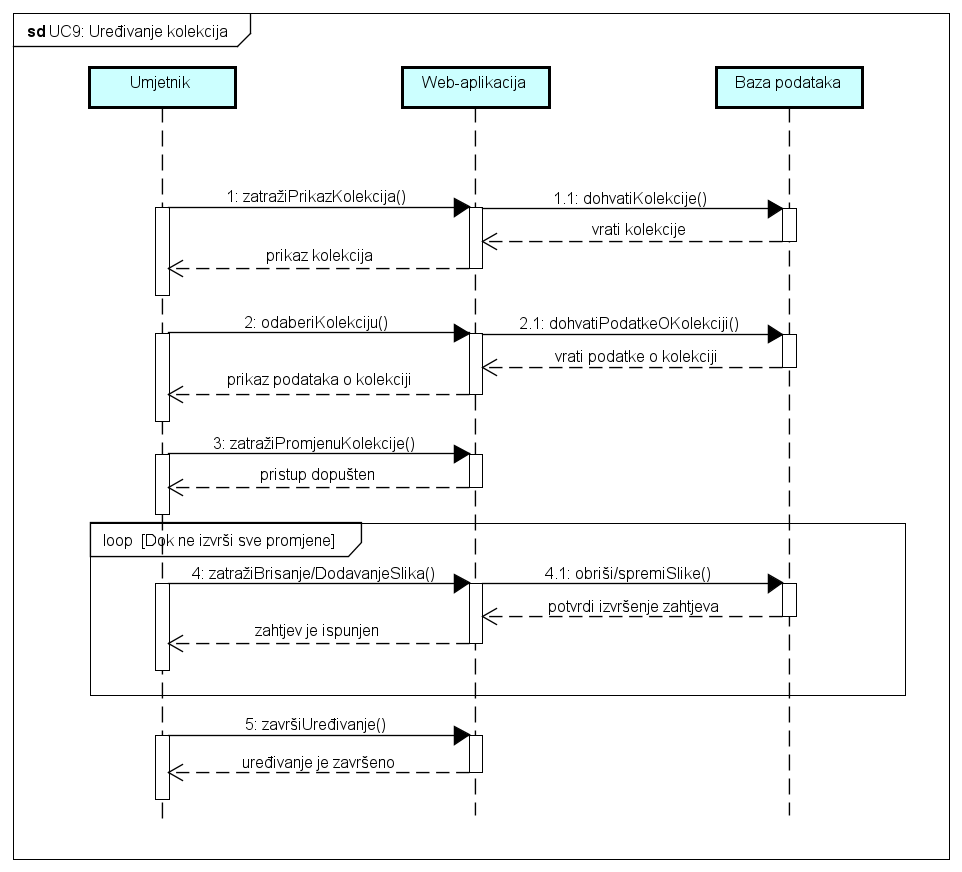 sd UC9: Uređivanje kolekcija
Umjetnik
Web-aplikacija
Baza podataka
1: zatražiPrikazKolekcija()
1.1: dohvatiKolekcije()
vrati kolekcije
prikaz kolekcija
2: odaberiKolekciju()
2.1: dohvatiPodatkeOKolekciji()
vrati podatke o kolekciji
prikaz podataka o kolekciji
3: zatražiPromjenuKolekcije()
pristup dopušten
loop [Dok ne izvrši sve promjene]
4: zatražiBrisanje/DodavanjeSlika()
4.1: obriši/spremiSlike()
potvrdi izvršenje zahtjeva
zahtjev je ispunjen
5: završiUređivanje()
uređivanje je završeno